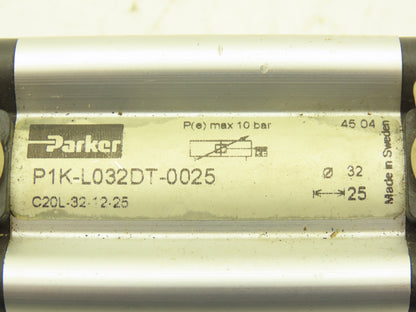 P(e) max 10 bar
45 04
Parker
P1K-L032DT-0025
Ø 32
25
C20L-32-12-25
Made in Sweden